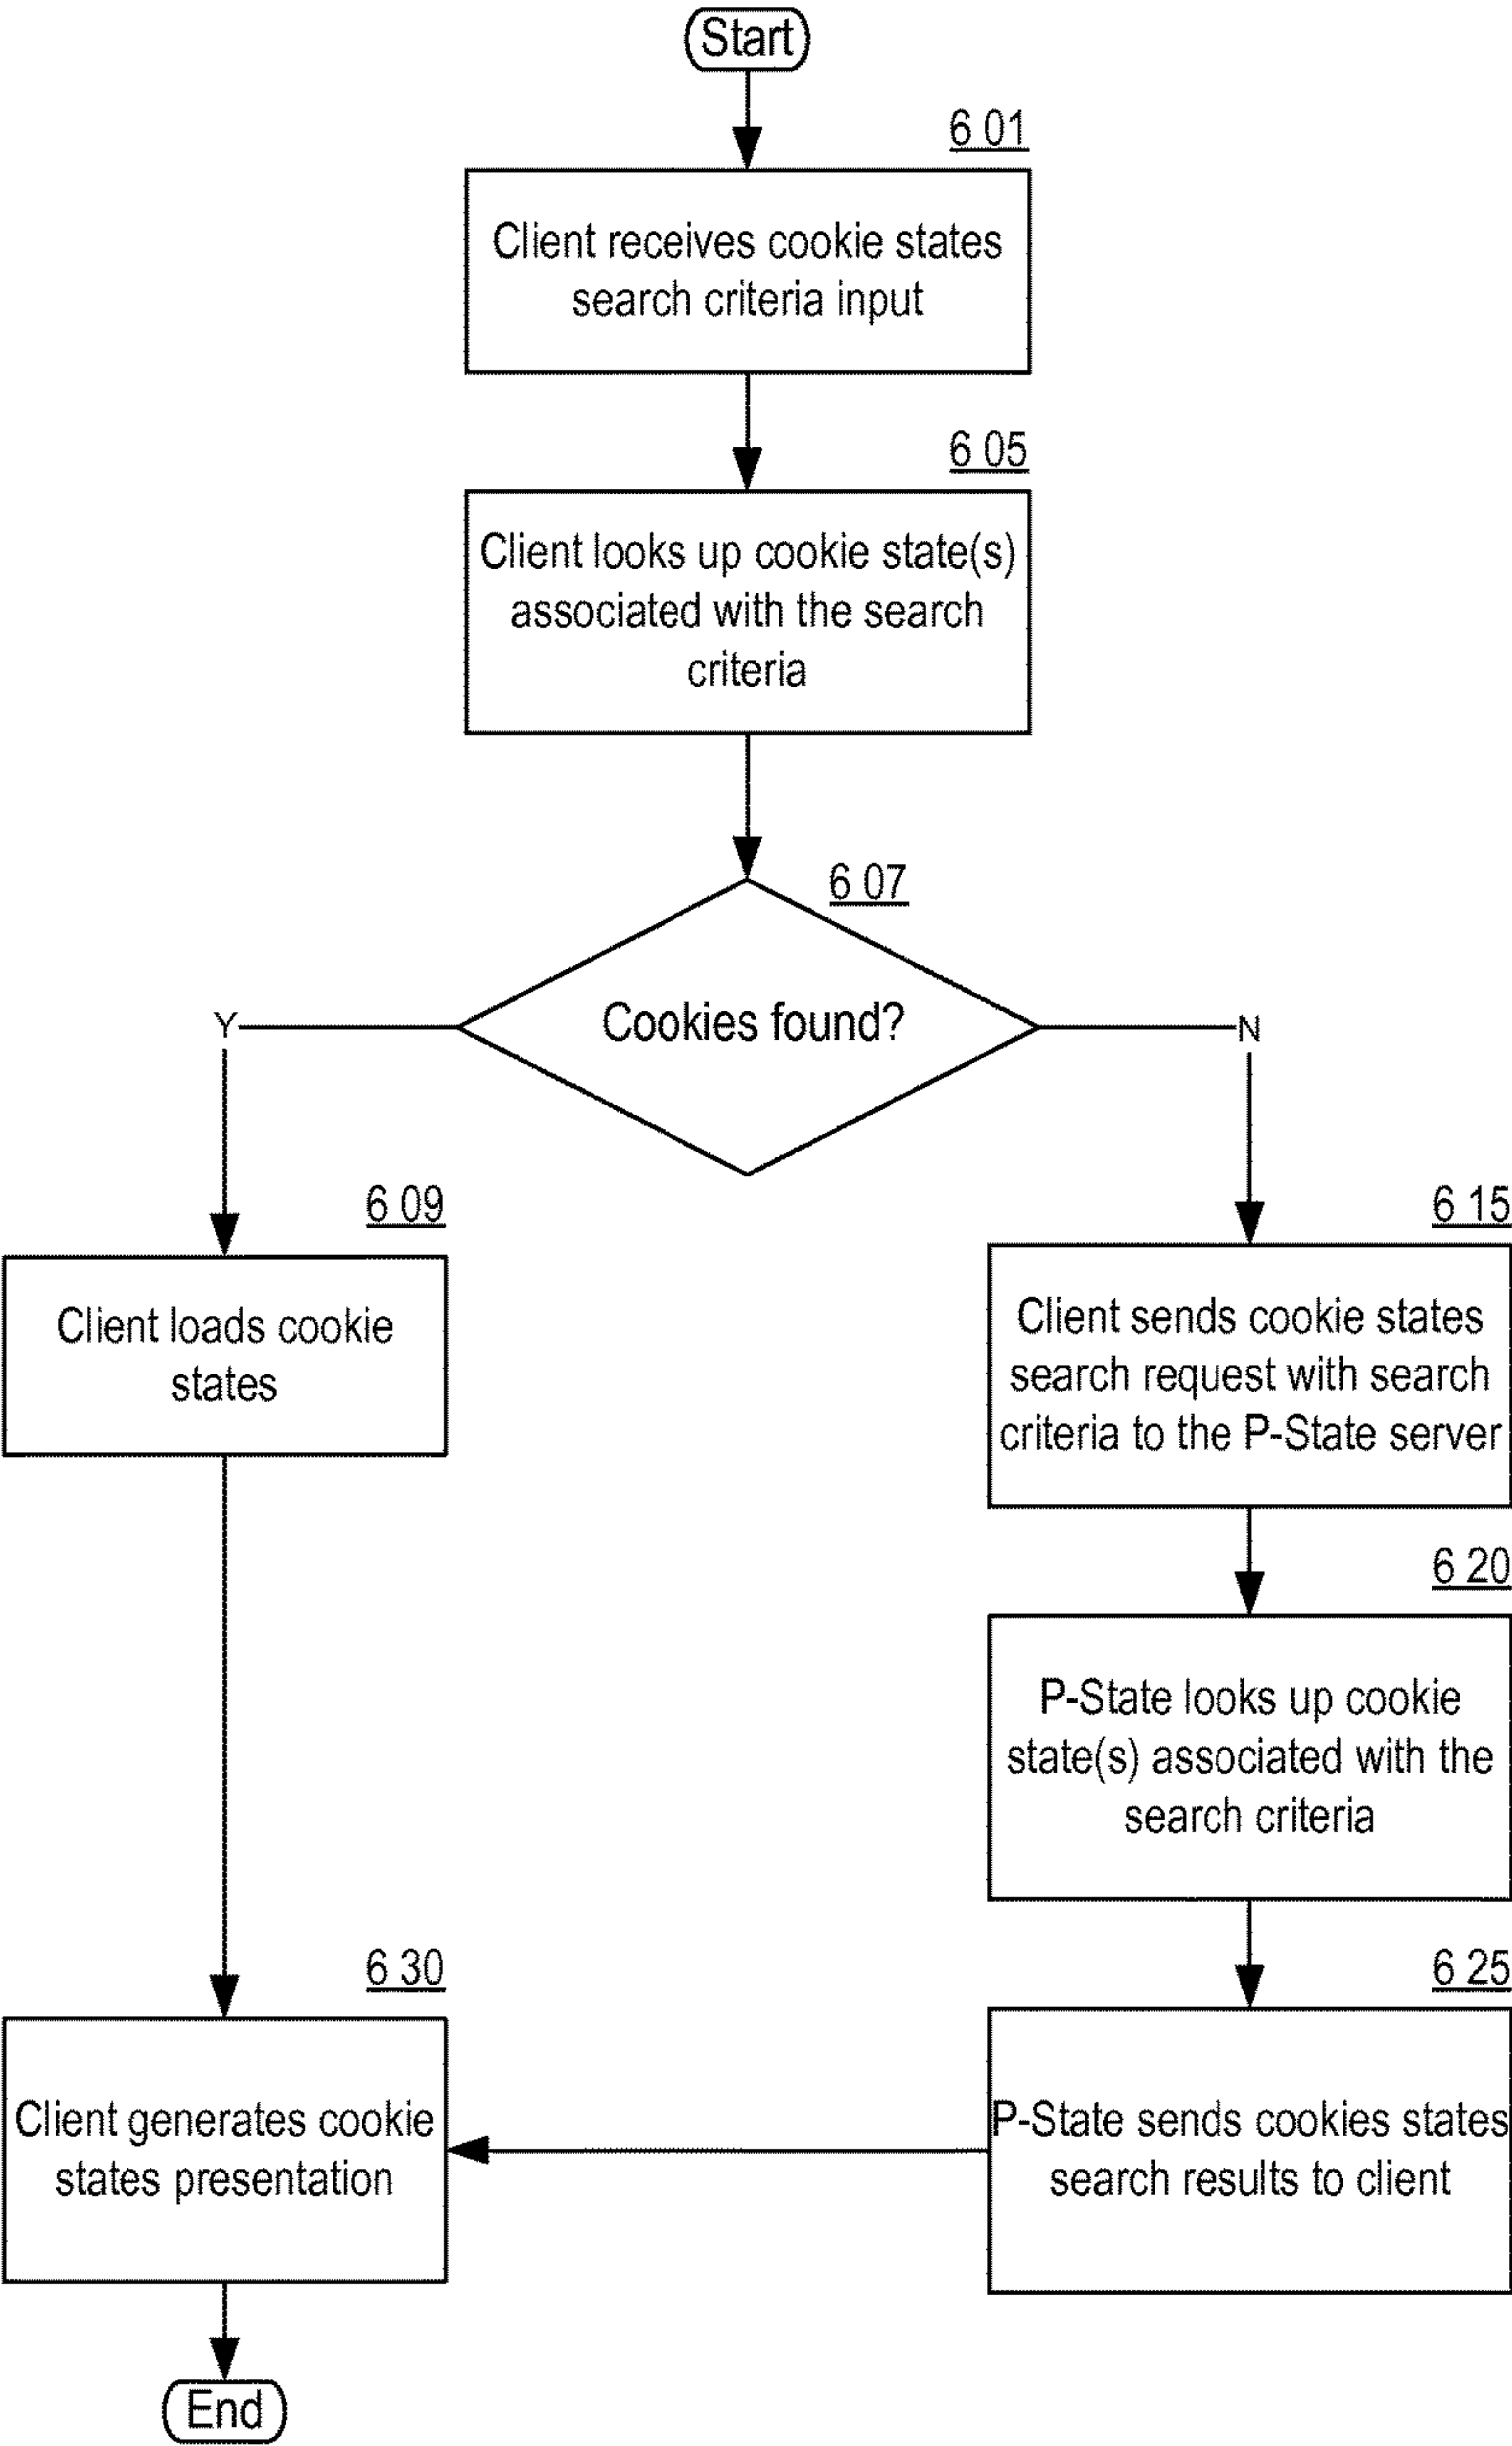 Start
6 01
Client receives cookie states
search criteria input
6 05
Client looks up cookie state(s)
associated with the search
criteria
6 07
Cookies found?
Y
N
6 09
Client loads cookie
states
6 15
Client sends cookie states
search request with search
criteria to the P-State server
6 20
P-State looks up cookie
state(s) associated with the
search criteria
6 30
Client generates cookie
states presentation
6 25
P-State sends cookies states
search results to client
End